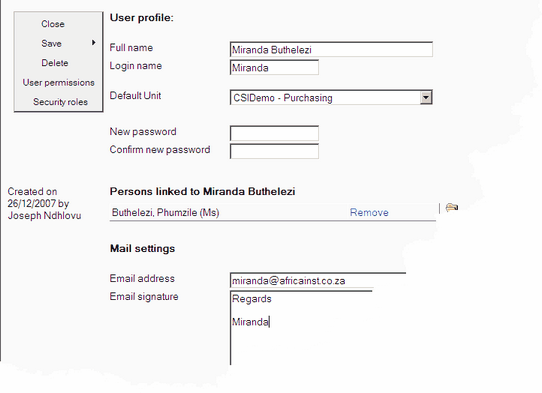 Close
Save
Delete
User permissions
Security roles
User profile:
Full name Miranda Buthelezi
Login name Miranda
Default Unit CSIDemo - Purchasing
New password
Confirm new password
Created on
26/12/2007 by
Joseph Ndhlovu
Persons linked to Miranda Buthelezi
Buthelezi, Phumzile (Ms) Remove
Mail settings
Email address miranda@africainst.co.za
Email signature Regards
Miranda